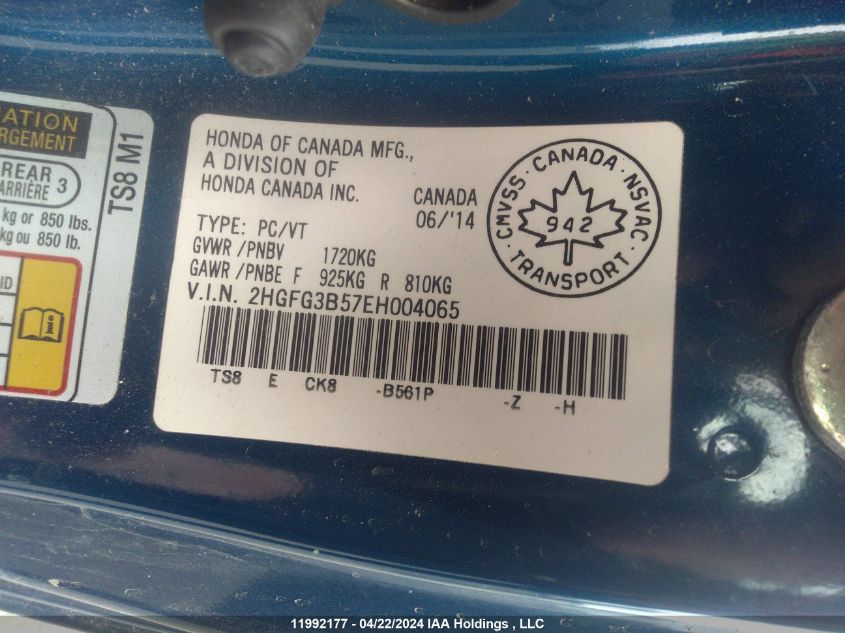 ATION
RGEMENT
REAR
ARRIÈRE 3
kg or 850 lbs.
kg ou 850 lb.
ID
TS8 M1
HONDA OF CANADA MFG.,
A DIVISION OF
HONDA CANADA INC.
CANADA
06/'14
TYPE: PC/VT
GVWR /PNBV 1720KG
GAWR /PNBE F 925KG R 810KG
V.I.N. 2HGFG3B57EH004065
TS8 E CK8 -B561P -Z -H
CMVSS · CANADA · NSVAC
942
TRANSPORT
11992177 - 04/22/2024 IAA Holdings , LLC